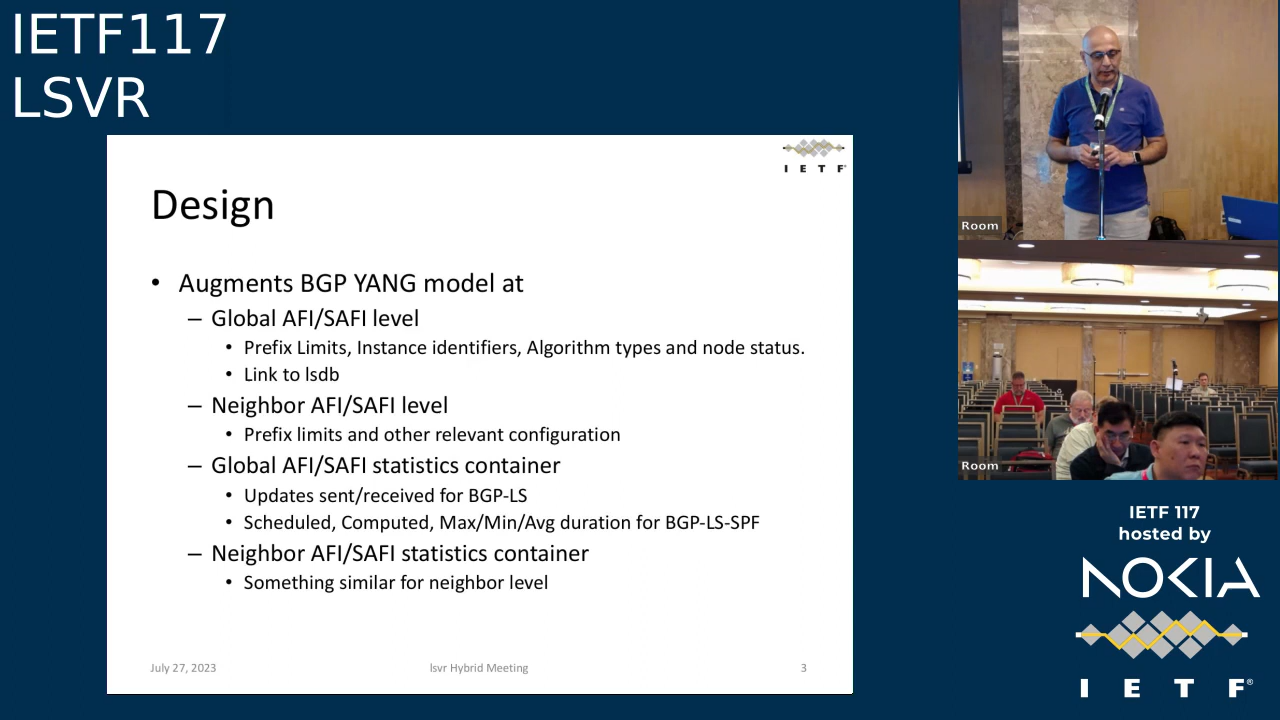 IETF117
LSVR
I E T F®
Design
• Augments BGP YANG model at
– Global AFI/SAFI level
• Prefix Limits, Instance identifiers, Algorithm types and node status.
• Link to lsdb
– Neighbor AFI/SAFI level
• Prefix limits and other relevant configuration
– Global AFI/SAFI statistics container
• Updates sent/received for BGP-LS
• Scheduled, Computed, Max/Min/Avg duration for BGP-LS-SPF
– Neighbor AFI/SAFI statistics container
• Something similar for neighbor level
July 27, 2023
lsvr Hybrid Meeting
3
Room
Room
IETF 117
hosted by
NOKIA
I E T F®